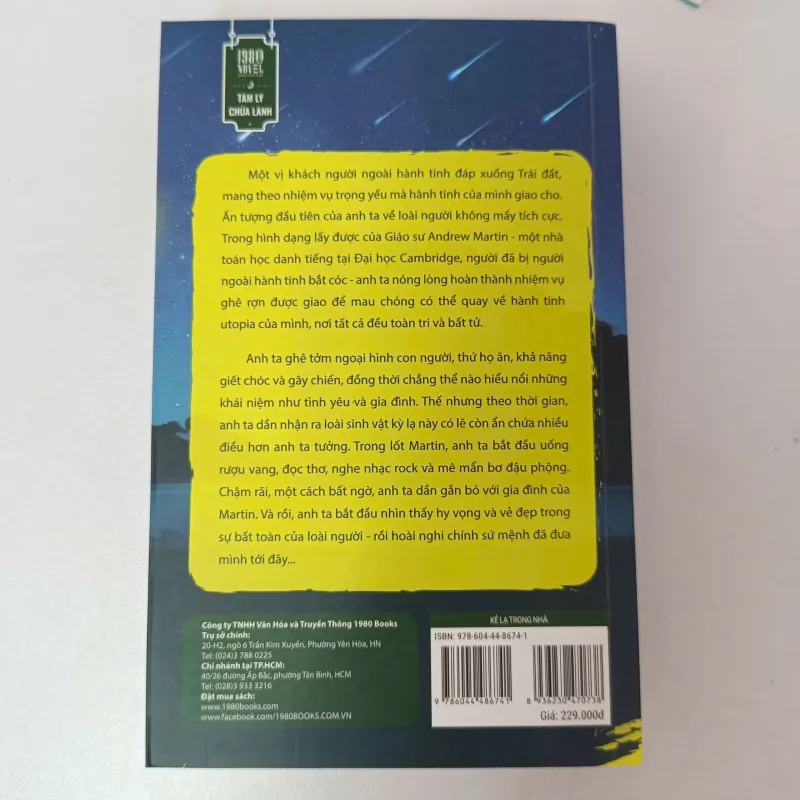 1980
NOVEL
TÂM LÝ
CHỮA LÀNH
Một vị khách người ngoài hành tinh đáp xuống Trái đất,
mang theo nhiệm vụ trọng yếu mà hành tinh của mình giao cho.
Ấn tượng đầu tiên của anh ta về loài người không mấy tích cực.
Trong hình dạng lấy được của Giáo sư Andrew Martin - một nhà
toán học danh tiếng tại Đại học Cambridge, người đã bị người
ngoài hành tinh bắt cóc - anh ta nóng lòng hoàn thành nhiệm vụ
ghê rợn được giao để mau chóng có thể quay về hành tinh
utopia của mình, nơi tất cả đều toàn tri và bất tử.
Anh ta ghê tởm ngoại hình con người, thứ họ ăn, khả năng
giết chóc và gây chiến, đồng thời chẳng thể nào hiểu nổi những
khái niệm như tình yêu và gia đình. Thế nhưng theo thời gian,
anh ta dần nhận ra loài sinh vật kỳ lạ này có lẽ còn ẩn chứa nhiều
điều hơn anh ta tưởng. Trong lốt Martin, anh ta bắt đầu uống
rượu vang, đọc thơ, nghe nhạc rock và mê mẩn bơ đậu phộng.
Chậm rãi, một cách bất ngờ, anh ta dần gắn bó với gia đình của
Martin. Và rồi, anh ta bắt đầu nhìn thấy hy vọng và vẻ đẹp trong
sự bất toàn của loài người - rồi hoài nghi chính sứ mệnh đã đưa
mình tới đây...
Công ty TNHH Văn Hóa và Truyền Thông 1980 Books
Trụ sở chính:
20-H2, ngõ 6 Trần Kim Xuyến, Phường Yên Hòa, HN
Tel: (024)3 788 0225
Chi nhánh tại TP.HCM:
40/26 đường Ấp Bắc, phường Tân Bình, HCM
Tel: (028)3 933 3216
Đặt mua sách:
www.1980books.com
www.facebook.com/1980BOOKS.COM.VN
KẺ LẠ TRONG NHÀ
ISBN: 978-604-44-8674-1
9 786044 486741
8 936230 470738
Giá: 229.000đ